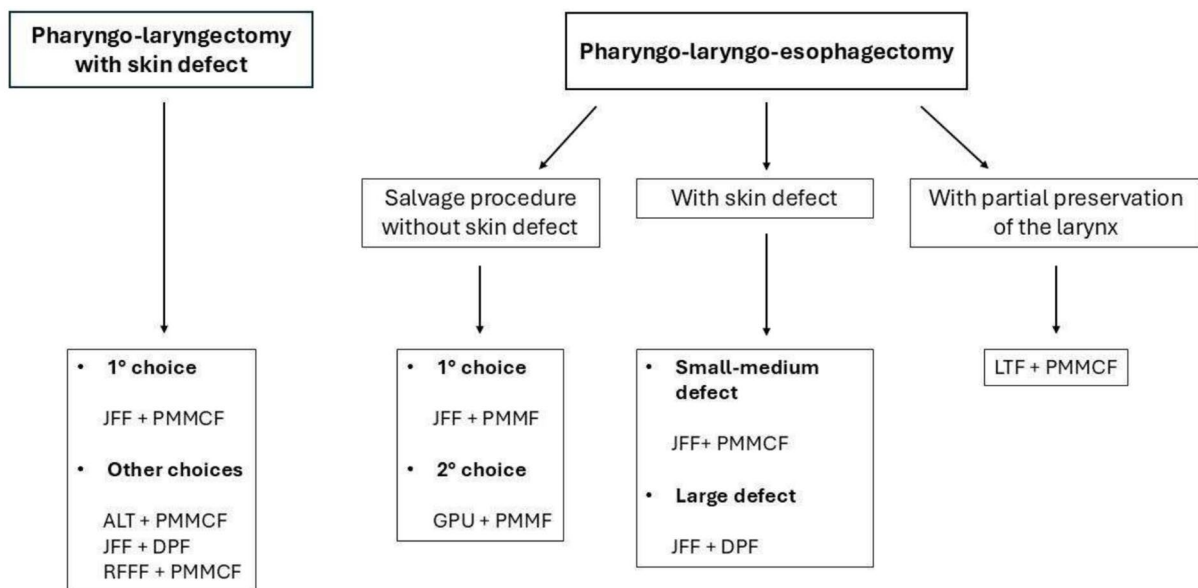 Pharyngo-laryngectomy
with skin defect
Pharyngo-laryngo-esophagectomy
Salvage procedure
without skin defect
With skin defect
With partial preservation
of the larynx
• 1° choice
JFF + PMMCF
• Other choices
ALT + PMMCF
JFF + DPF
RFFF + PMMCF
• 1° choice
JFF + PMMF
• 2° choice
GPU + PMMF
• Small-medium
defect
JFF+ PMMCF
• Large defect
JFF + DPF
LTF + PMMCF